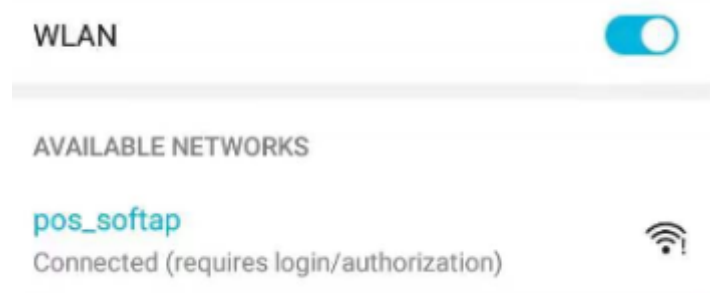 WLAN
AVAILABLE NETWORKS
pos_softap
Connected (requires login/authorization)